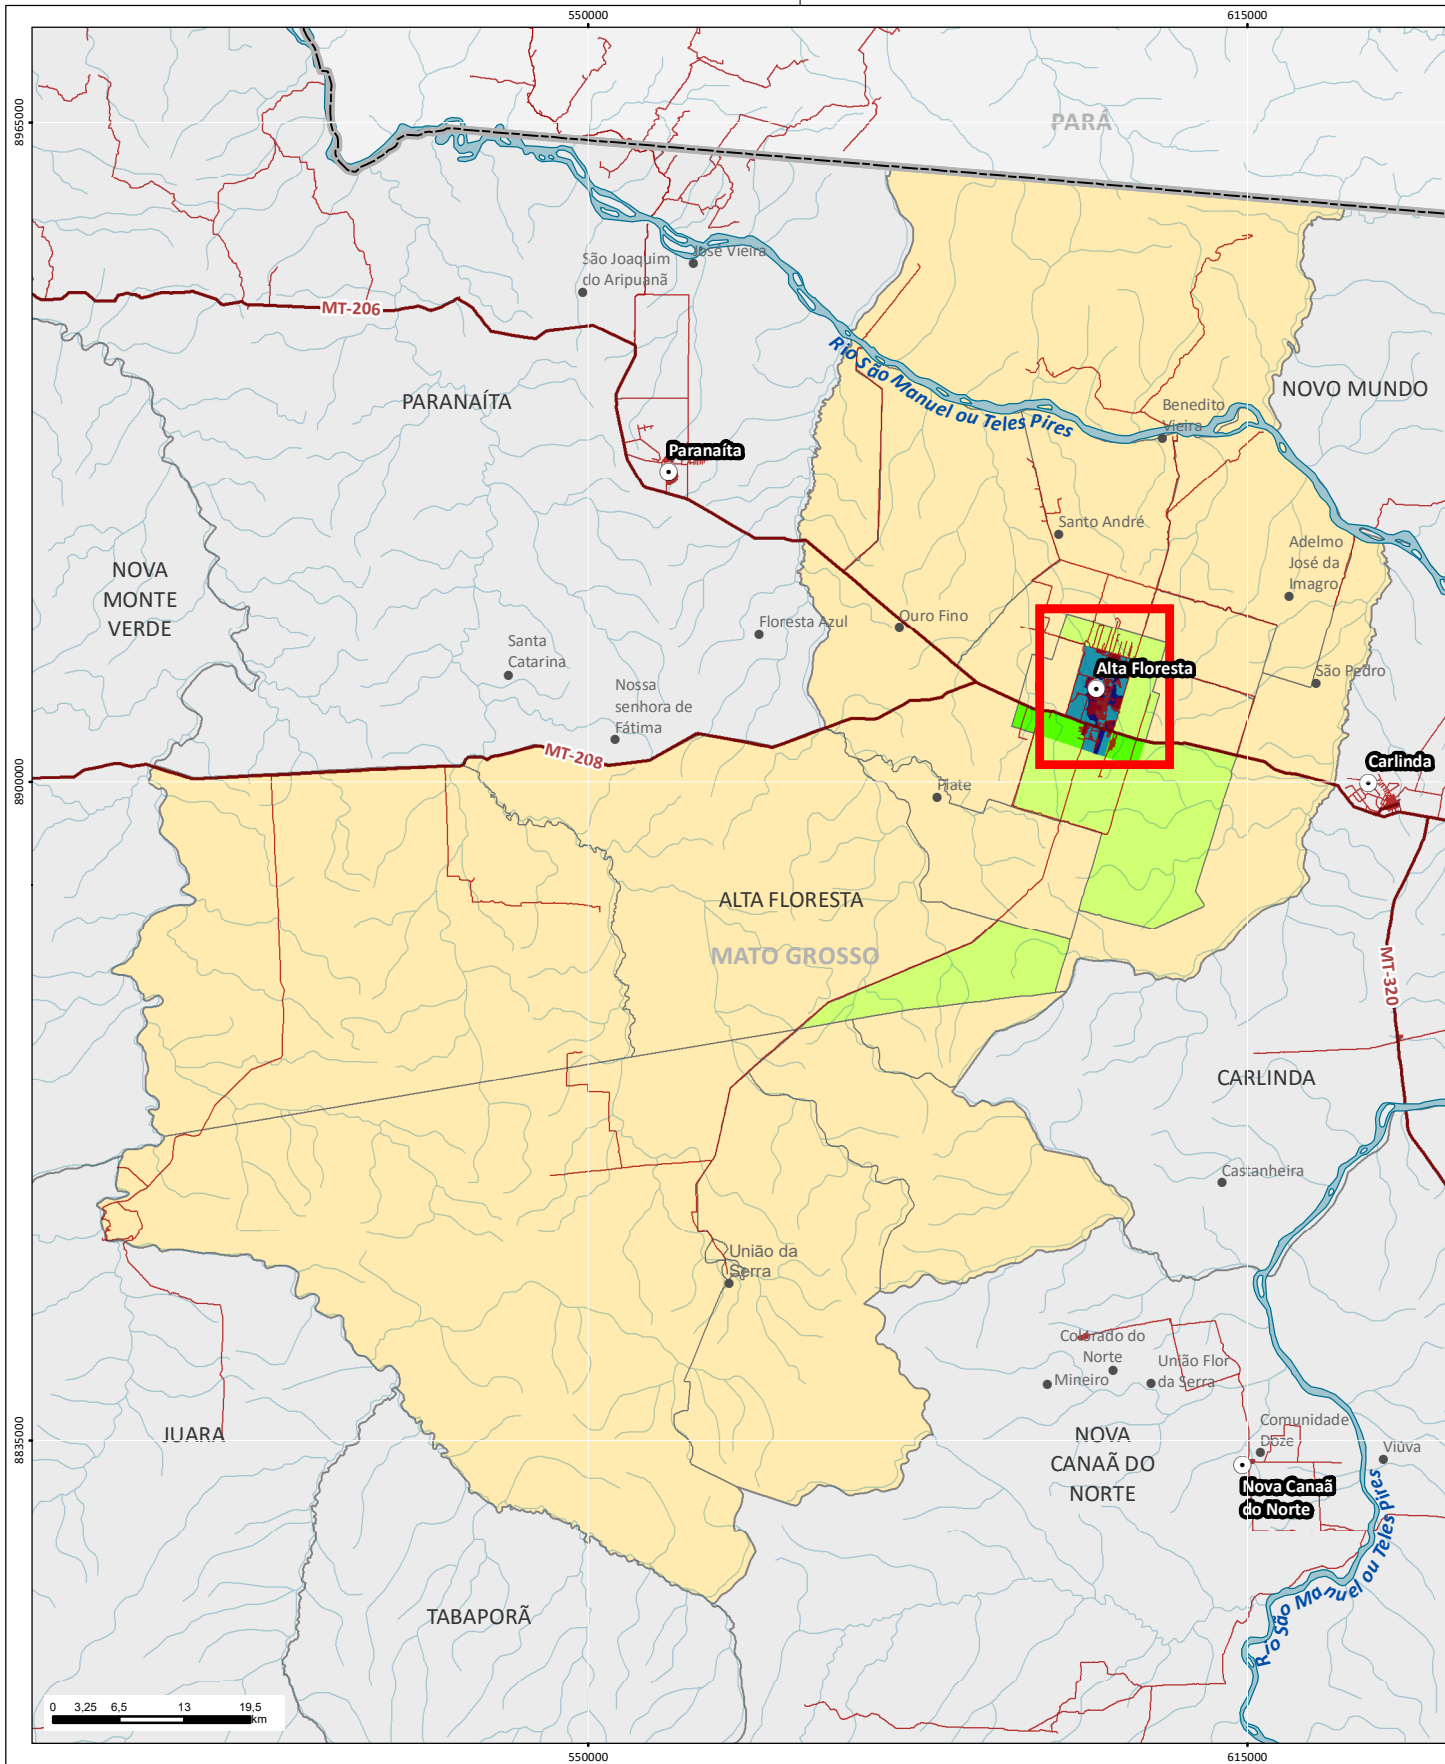 550000
615000
8965000
PARÁ
São Joaquim
do Aripuanã
José Vieira
MT-206
Rio São Manuel ou Teles Pires
PARANAÍTA
NOVO MUNDO
Benedito
Vieira
Paranaíta
Santo André
Adelmo
José da
Imagro
NOVA
MONTE
VERDE
Floresta Azul
Ouro Fino
Santa
Catarina
Alta Floresta
São Pedro
Nossa
senhora de
Fátima
MT-208
Carlinda
8900000
Piate
ALTA FLORESTA
MATO GROSSO
MT-320
CARLINDA
Castanheira
União da
Serra
Colorado do
Norte
Mineiro
União Flor
da Serra
JUARA
8835000
NOVA
CANAÃ DO
NORTE
Comunidade
Doze
Viúva
Nova Canaã
do Norte
Rio São Manuel ou Teles Pires
TABAPORÃ
0 3,25 6,5 13 19,5
km
550000
615000